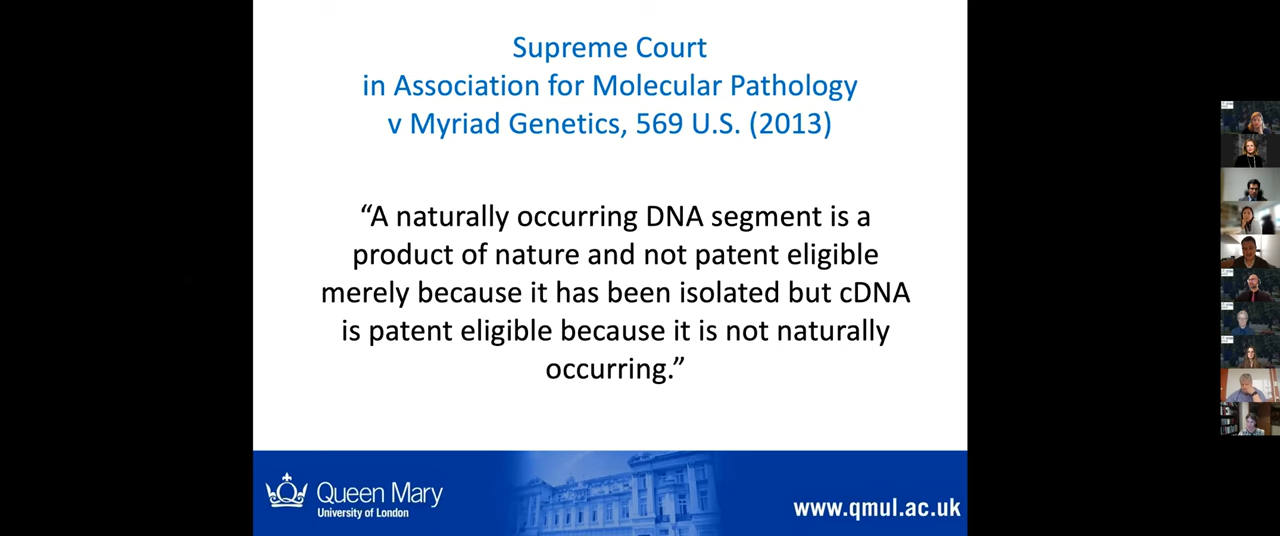 Supreme Court
in Association for Molecular Pathology
v Myriad Genetics, 569 U.S. (2013)
“A naturally occurring DNA segment is a
product of nature and not patent eligible
merely because it has been isolated but cDNA
is patent eligible because it is not naturally
occurring.”
Queen Mary
University of London
www.qmul.ac.uk